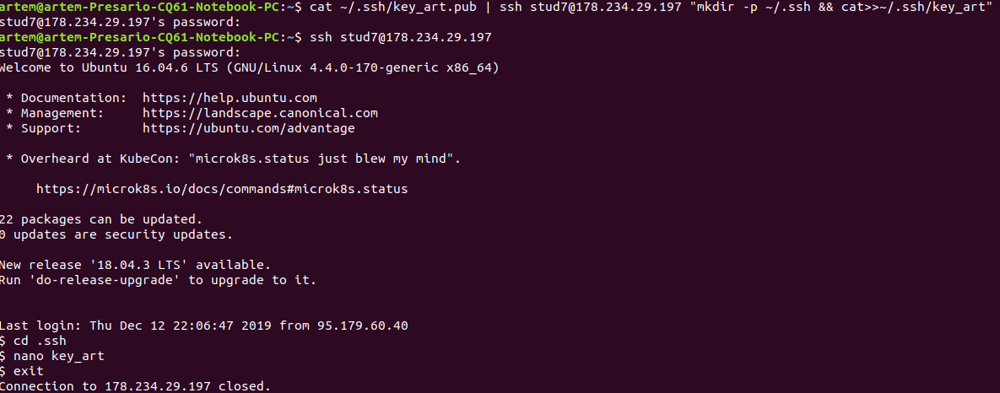 artem@artem-Presario-CQ61-Notebook-PC:~$ cat ~/.ssh/key_art.pub | ssh stud7@178.234.29.197 "mkdir -p ~/.ssh && cat>>~/.ssh/key_art"
stud7@178.234.29.197's password:
artem@artem-Presario-CQ61-Notebook-PC:~$ ssh stud7@178.234.29.197
stud7@178.234.29.197's password:
Welcome to Ubuntu 16.04.6 LTS (GNU/Linux 4.4.0-170-generic x86_64)

 * Documentation:  https://help.ubuntu.com
 * Management:     https://landscape.canonical.com
 * Support:        https://ubuntu.com/advantage

 * Overheard at KubeCon: "microk8s.status just blew my mind".

     https://microk8s.io/docs/commands#microk8s.status

22 packages can be updated.
0 updates are security updates.

New release '18.04.3 LTS' available.
Run 'do-release-upgrade' to upgrade to it.


Last login: Thu Dec 12 22:06:47 2019 from 95.179.60.40
$ cd .ssh
$ nano key_art
$ exit
Connection to 178.234.29.197 closed.